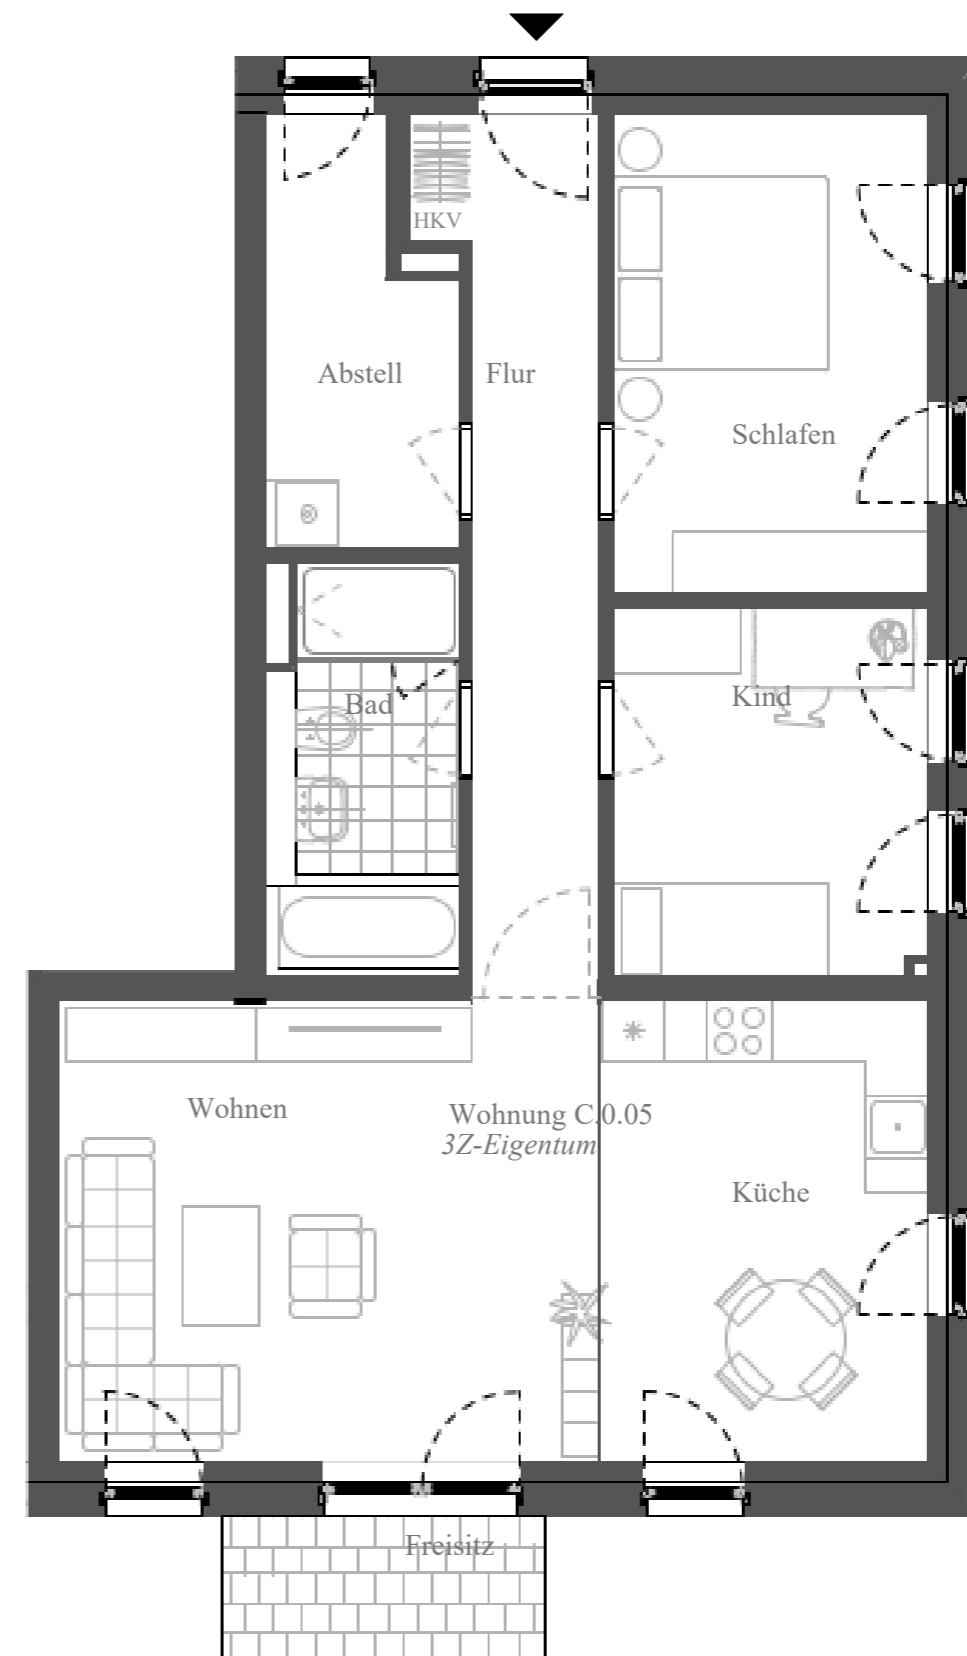 HKV
Abstell
Flur
Schlafen
Bad
Kind
Wohnen
Wohnung C.0.05
3Z-Eigentum
Küche
Freisitz